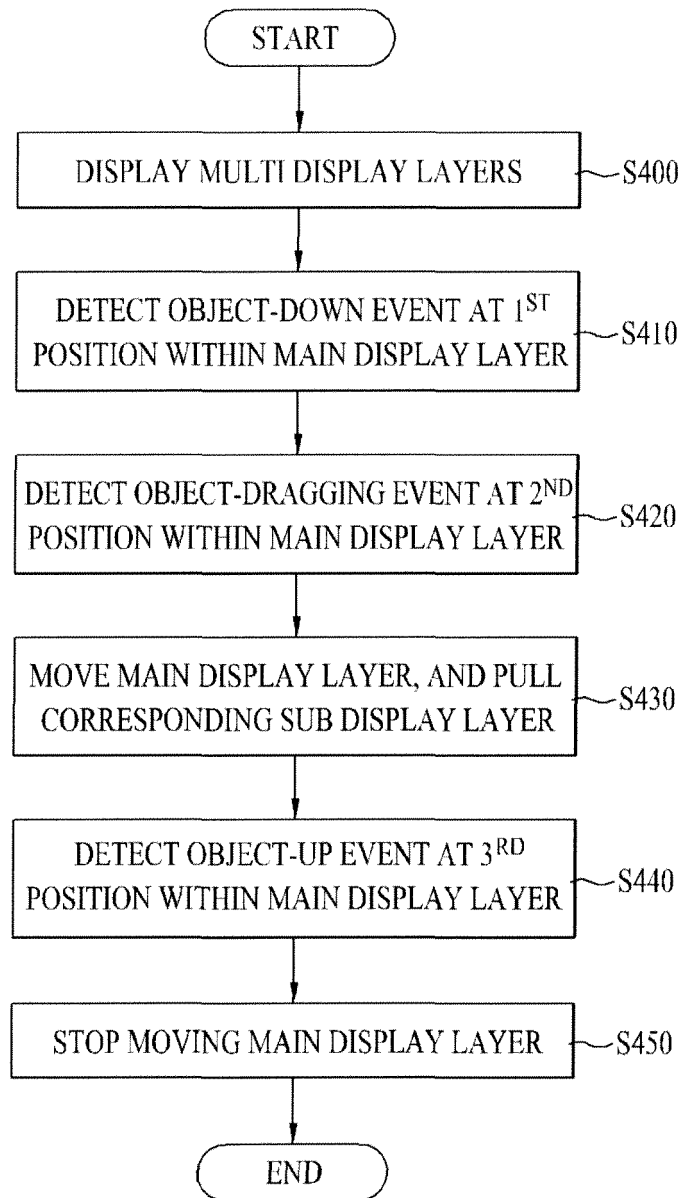 START
DISPLAY MULTI DISPLAY LAYERS
S400
DETECT OBJECT-DOWN EVENT AT 1ST
POSITION WITHIN MAIN DISPLAY LAYER
S410
DETECT OBJECT-DRAGGING EVENT AT 2ND
POSITION WITHIN MAIN DISPLAY LAYER
S420
MOVE MAIN DISPLAY LAYER, AND PULL
CORRESPONDING SUB DISPLAY LAYER
S430
DETECT OBJECT-UP EVENT AT 3RD
POSITION WITHIN MAIN DISPLAY LAYER
S440
STOP MOVING MAIN DISPLAY LAYER
S450
END